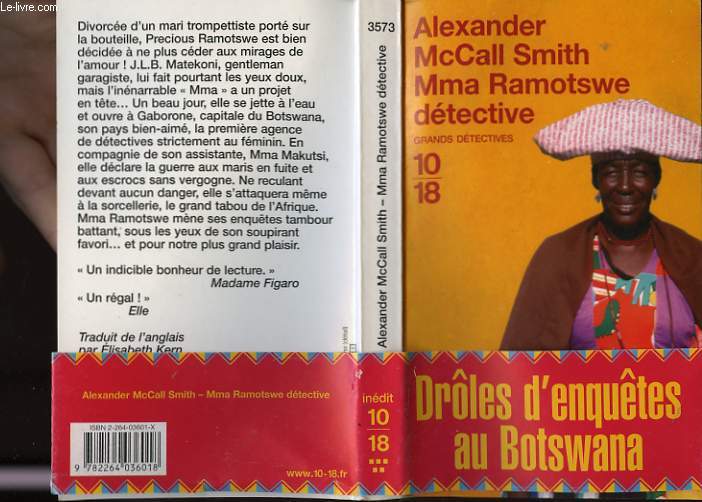 Le-livre.com
Divorcée d'un mari trompettiste porté sur
la bouteille, Precious Ramotswe est bien
décidée à ne plus céder aux mirages de
l'amour ! J.L.B. Matekoni, gentleman
garagiste, lui fait pourtant les yeux doux,
mais l'inénarrable « Mma » a un projet
en tête... Un beau jour, elle se jette à l'eau
et ouvre à Gaborone, capitale du Botswana,
son pays bien-aimé, la première agence
de détectives strictement au féminin. En
compagnie de son assistante, Mma Makutsi,
elle déclare la guerre aux maris en fuite et
aux escrocs sans vergogne. Ne reculant
devant aucun danger, elle s'attaquera même
à la sorcellerie, le grand tabou de l'Afrique.
Mma Ramotswe mène ses enquêtes tambour
battant, sous les yeux de son soupirant
favori... et pour notre plus grand plaisir.
« Un indicible bonheur de lecture. »
Madame Figaro
« Un régal ! »
Elle
Traduit de l'anglais
par Élisabeth Kern
Alexander McCall Smith – Mma Ramotswe détective
ISBN 2-264-03601-X
9 782264 036018
www.10-18.fr
3573
Alexander McCall Smith – Mma Ramotswe détective
inédit
10
18
Alexander
McCall Smith
Mma Ramotswe
détective
GRANDS DÉTECTIVES
10
18
Drôles d'enquêtes
au Botswana